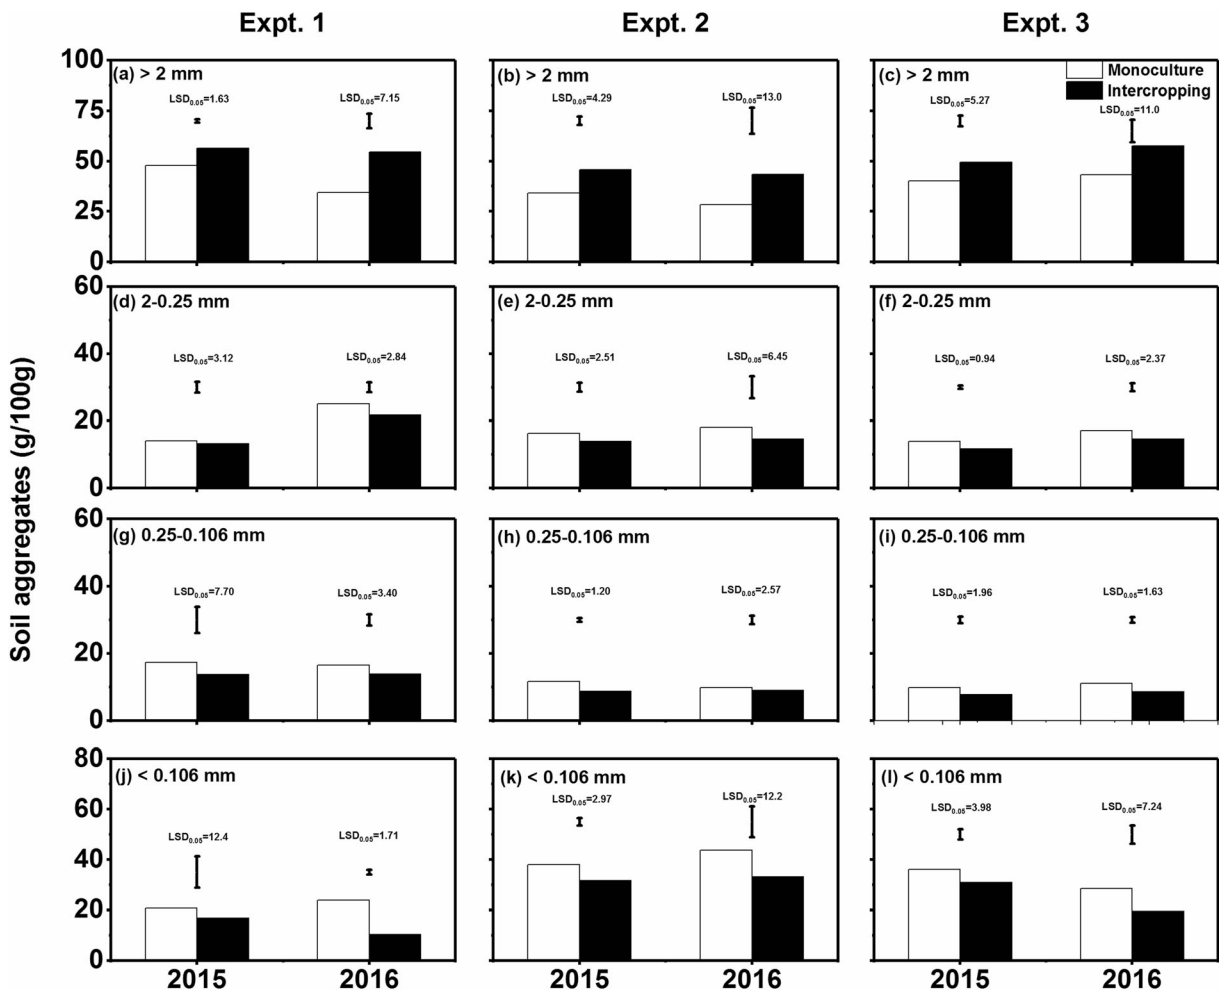 Expt. 1 Expt. 2 Expt. 3
100 (a) > 2 mm (b) > 2 mm (c) > 2 mm Monoculture
Intercropping
LSD0.05=1.63 LSD0.05=7.15 LSD0.05=4.29 LSD0.05=13.0 LSD0.05=5.27 LSD0.05=11.0
75
50
25
0
60 (d) 2-0.25 mm (e) 2-0.25 mm (f) 2-0.25 mm
LSD0.05=3.12 LSD0.05=2.84 LSD0.05=2.51 LSD0.05=6.45 LSD0.05=0.94 LSD0.05=2.37
40
20
0
Soil aggregates (g/100g)
60 (g) 0.25-0.106 mm (h) 0.25-0.106 mm (i) 0.25-0.106 mm
LSD0.05=7.70 LSD0.05=3.40 LSD0.05=1.20 LSD0.05=2.57 LSD0.05=1.96 LSD0.05=1.63
40
20
0
80 (j) < 0.106 mm (k) < 0.106 mm (l) < 0.106 mm
LSD0.05=12.4 LSD0.05=1.71 LSD0.05=2.97 LSD0.05=12.2 LSD0.05=3.98 LSD0.05=7.24
60
40
20
0
2015 2016 2015 2016 2015 2016